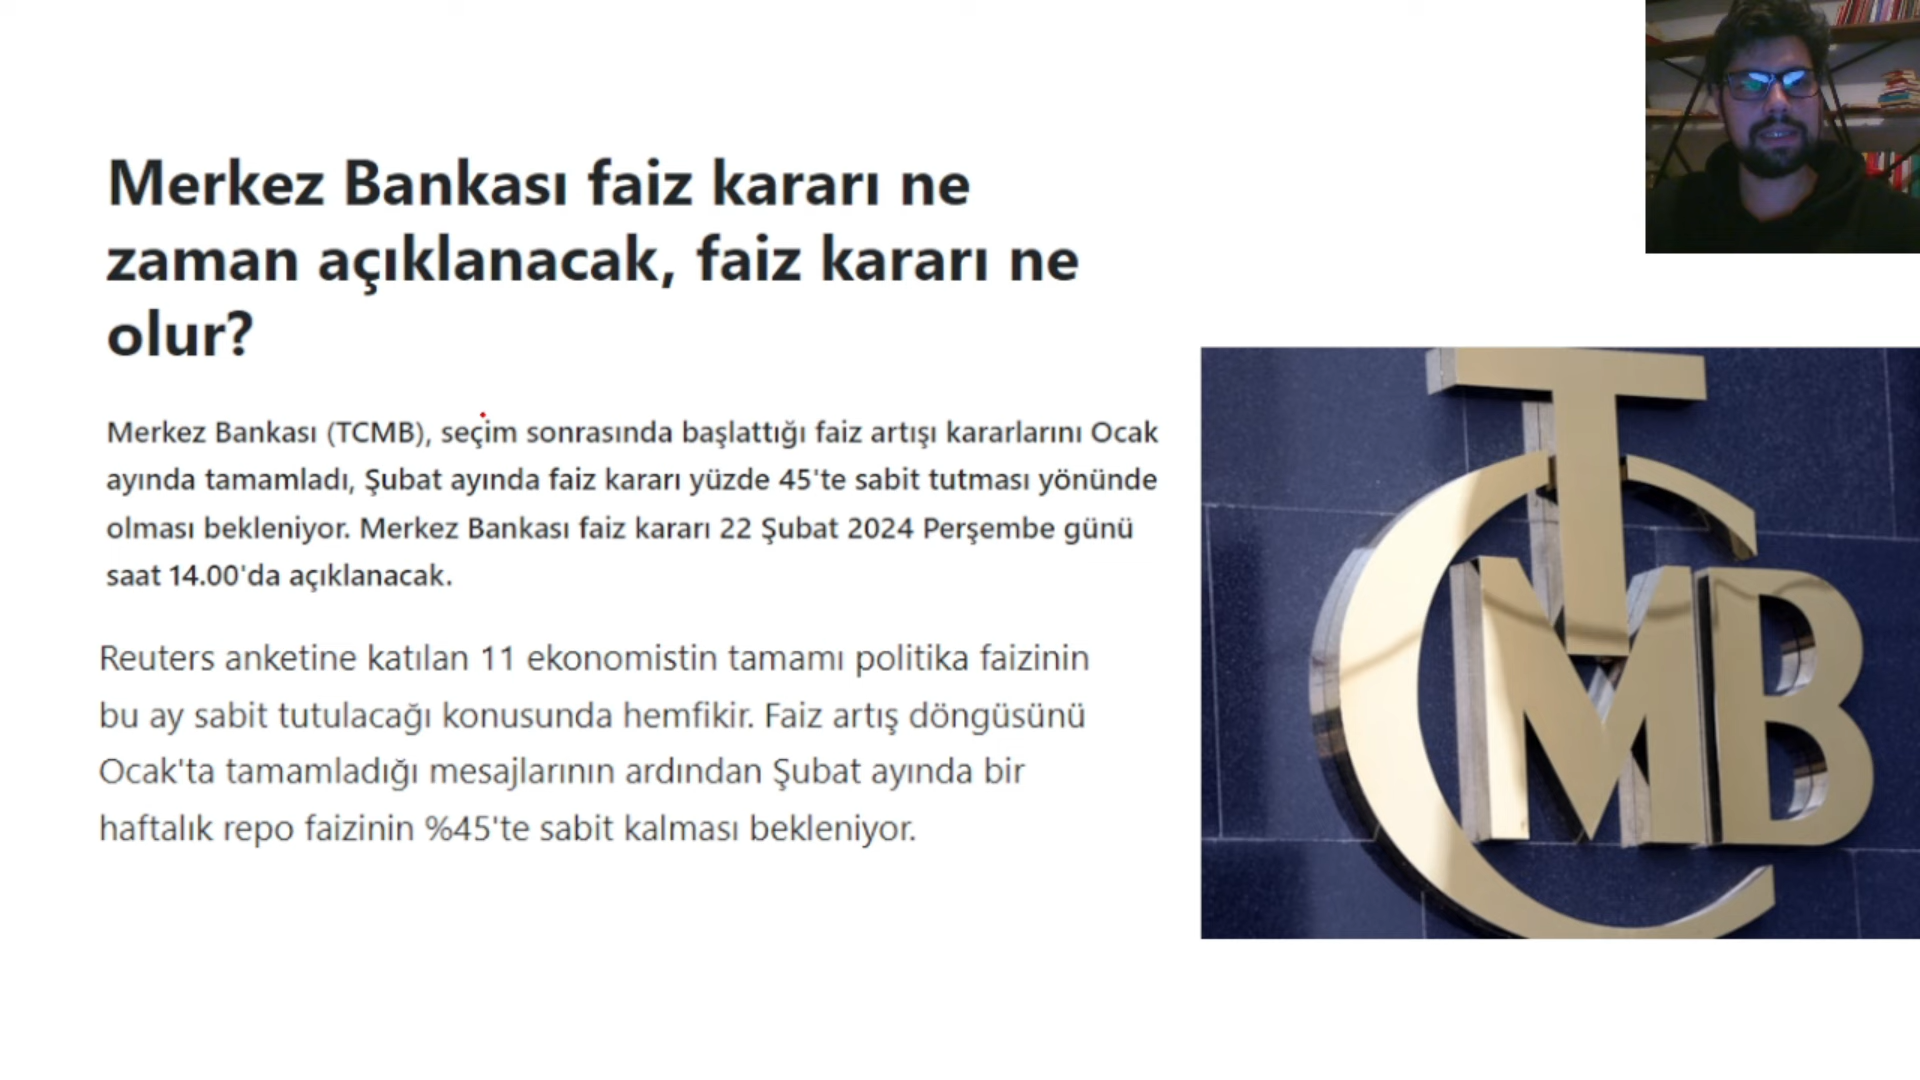 Merkez Bankası faiz kararı ne
zaman açıklanacak, faiz kararı ne
olur?
Merkez Bankası (TCMB), seçim sonrasında başlattığı faiz artışı kararlarını Ocak
ayında tamamladı, Şubat ayında faiz kararı yüzde 45'te sabit tutması yönünde
olması bekleniyor. Merkez Bankası faiz kararı 22 Şubat 2024 Perşembe günü
saat 14.00'da açıklanacak.
Reuters anketine katılan 11 ekonomistin tamamı politika faizinin
bu ay sabit tutulacağı konusunda hemfikir. Faiz artış döngüsünü
Ocak'ta tamamladığı mesajlarının ardından Şubat ayında bir
haftalık repo faizinin %45'te sabit kalması bekleniyor.
TCMB